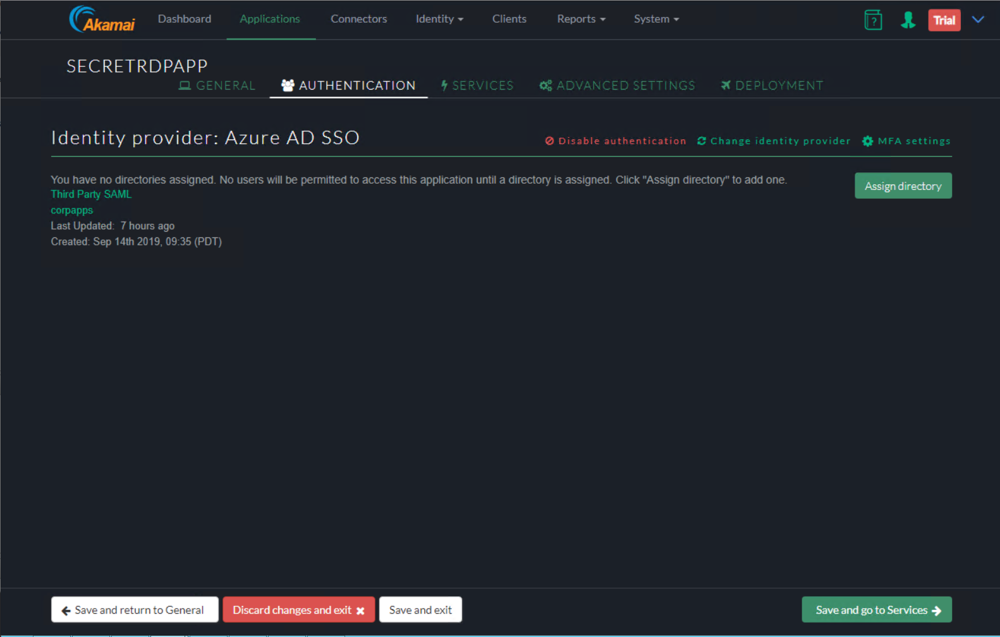 Akamai Dashboard Applications Connectors Identity Clients Reports System ? Trial
SECRETRDPAPP
GENERAL AUTHENTICATION SERVICES ADVANCED SETTINGS DEPLOYMENT
Identity provider: Azure AD SSO Disable authentication Change identity provider MFA settings
You have no directories assigned. No users will be permitted to access this application until a directory is assigned. Click "Assign directory" to add one. Assign directory
Third Party SAML
corpapps
Last Updated: 7 hours ago
Created: Sep 14th 2019, 09:35 (PDT)
Save and return to General Discard changes and exit Save and exit Save and go to Services